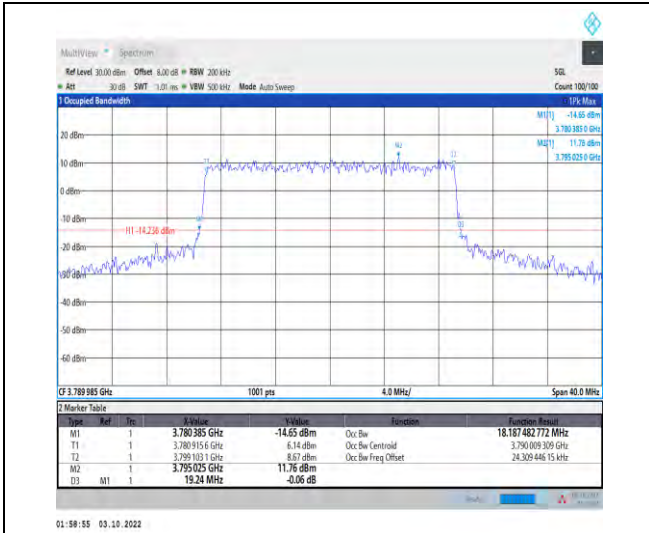 MultiView Spectrum
Ref Level 30.00 dBm Offset 8.00 dB RBW 200 kHz SGL
Att 30 dB SWT 1.01 ms VBW 500 kHz Mode Auto Sweep Count 100/100
1 Occupied Bandwidth 1Pk Max
M1[1] -14.65 dBm
3.780 385 0 GHz
M2[1] 11.76 dBm
3.795 025 0 GHz
20 dBm
M2
10 dBm
T1 T2
0 dBm
-10 dBm
H1 -14.236 dBm
M1 D3
-20 dBm
-30 dBm
-40 dBm
-50 dBm
-60 dBm
CF 3.789 985 GHz 1001 pts 4.0 MHz/ Span 40.0 MHz
2 Marker Table
Type Ref Trc X-Value Y-Value Function Function Result
M1 1 3.780 385 GHz -14.65 dBm Occ Bw 18.187 482 772 MHz
T1 1 3.780 915 6 GHz 6.14 dBm Occ Bw Centroid 3.790 009 309 GHz
T2 1 3.799 103 1 GHz 8.67 dBm Occ Bw Freq Offset 24.309 446 15 kHz
M2 1 3.795 025 GHz 11.76 dBm
D3 M1 1 19.24 MHz -0.06 dB
01:58:55 03.10.2022